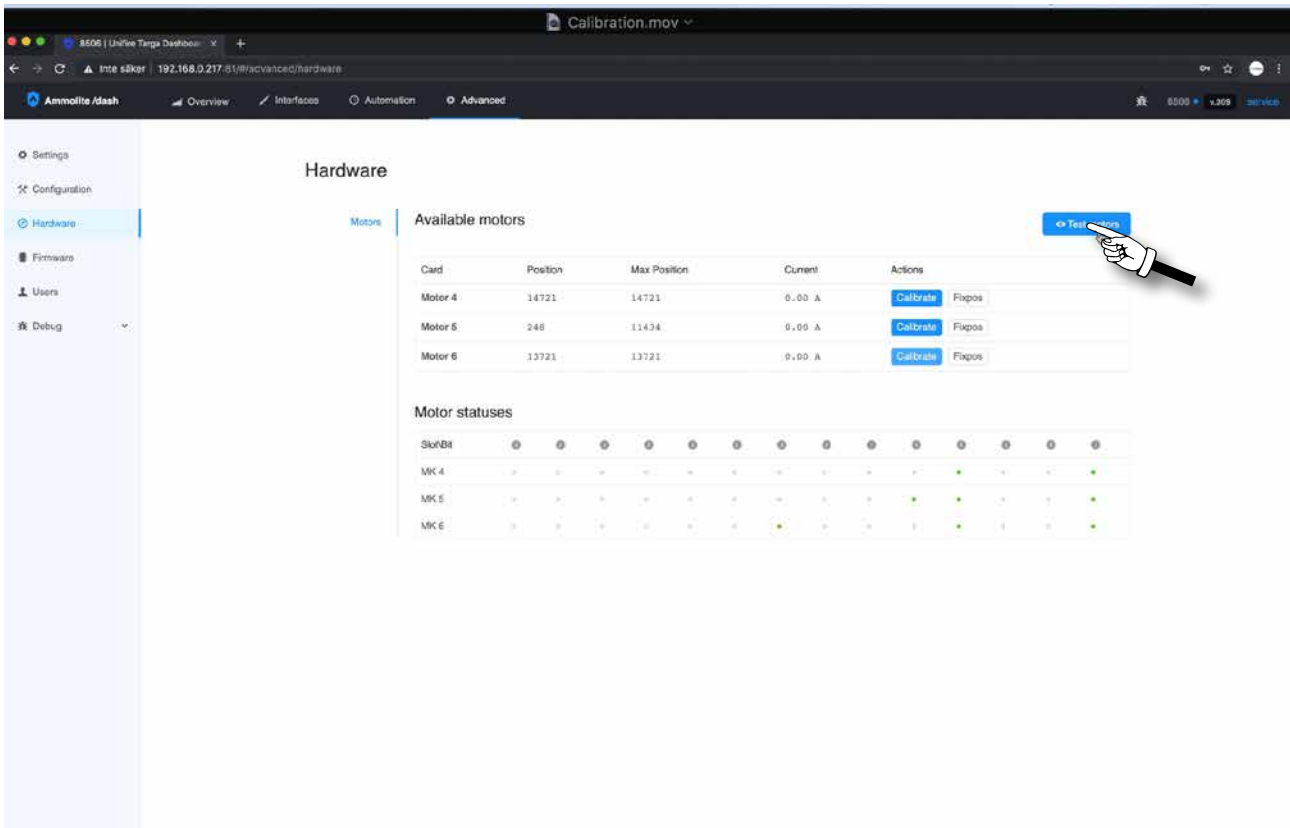 Calibration.mov
8506 | Unifire Targa Dashboa
Inte säker 192.168.0.217:81/#/advanced/hardware
Ammolite /dash Overview Interfaces Automation Advanced v.309 service
Settings
Configuration
Hardware
Firmware
Users
Debug
Hardware
Motors
Available motors
Test motors
Card Position Max Position Current Actions
Motor 4 14721 14721 0.00 A Calibrate Fixpos
Motor 5 246 11434 0.00 A Calibrate Fixpos
Motor 6 13721 13721 0.00 A Calibrate Fixpos
Motor statuses
Slot\Bit
MK 4
MK 5
MK 6